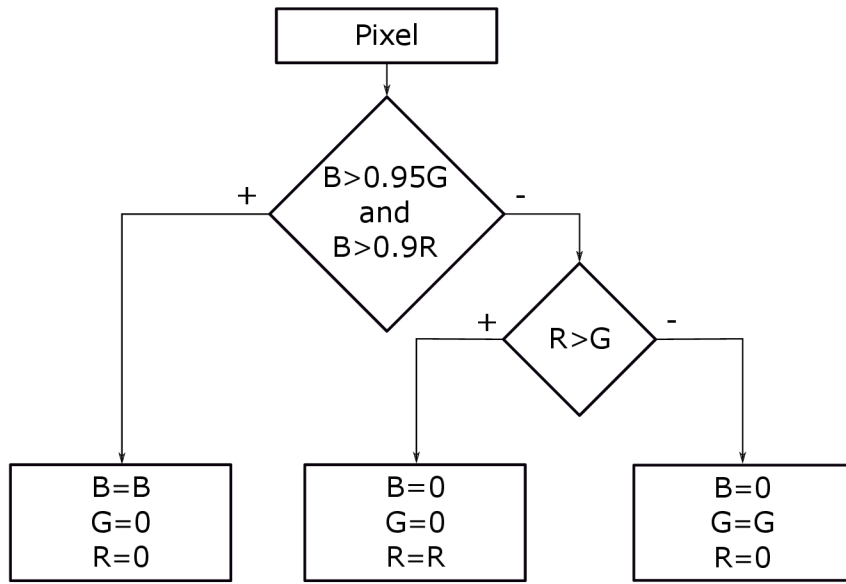 Pixel
B>0.95G
and
B>0.9R
+
-
R>G
+
-
B=B
G=0
R=0
B=0
G=0
R=R
B=0
G=G
R=0